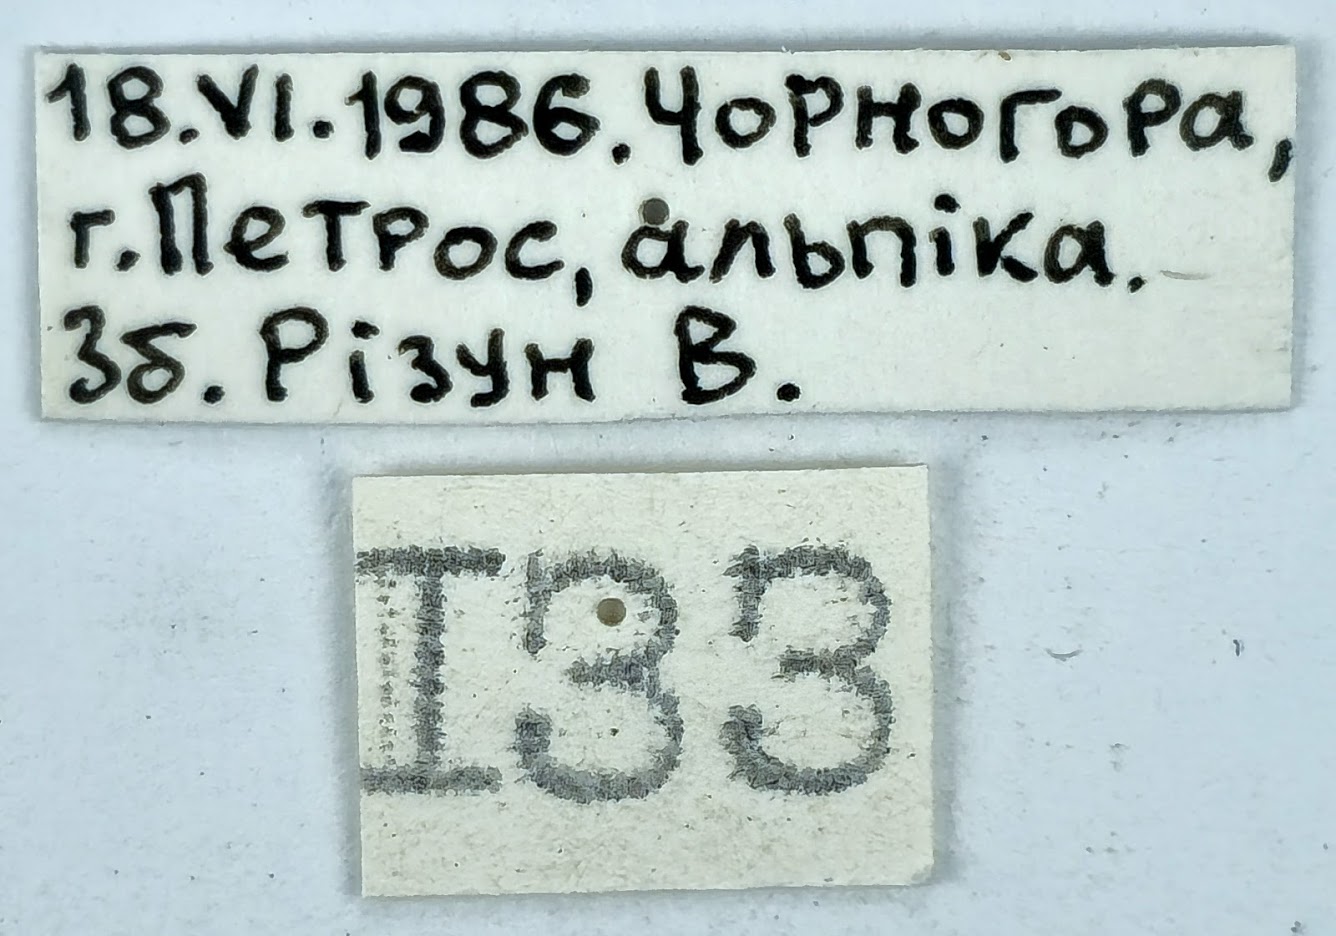 18.VI.1986. Чорногора,
г. Петрос, альпіка.
Зб. Різун В.
I33